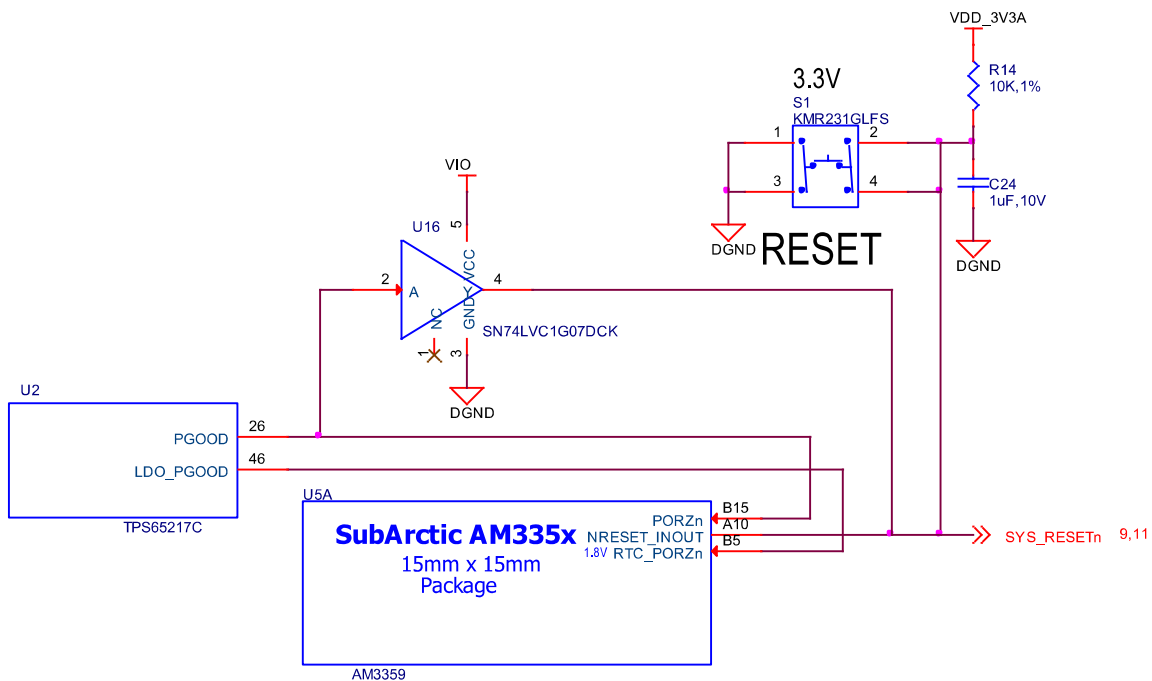 VDD_3V3A
R14
10K,1%
3.3V
S1
KMR231GLFS
1
2
3
4
C24
1uF,10V
DGND
RESET
DGND
VIO
U16
5
VCC
2
A
4
Y
NC
GND
SN74LVC1G07DCK
1
3
DGND
U2
PGOOD
26
LDO_PGOOD
46
TPS65217C
U5A
SubArctic AM335x
15mm x 15mm
Package
PORZn
B15
NRESET_INOUT
A10
1.8V RTC_PORZn
B5
SYS_RESETn 9,11
AM3359